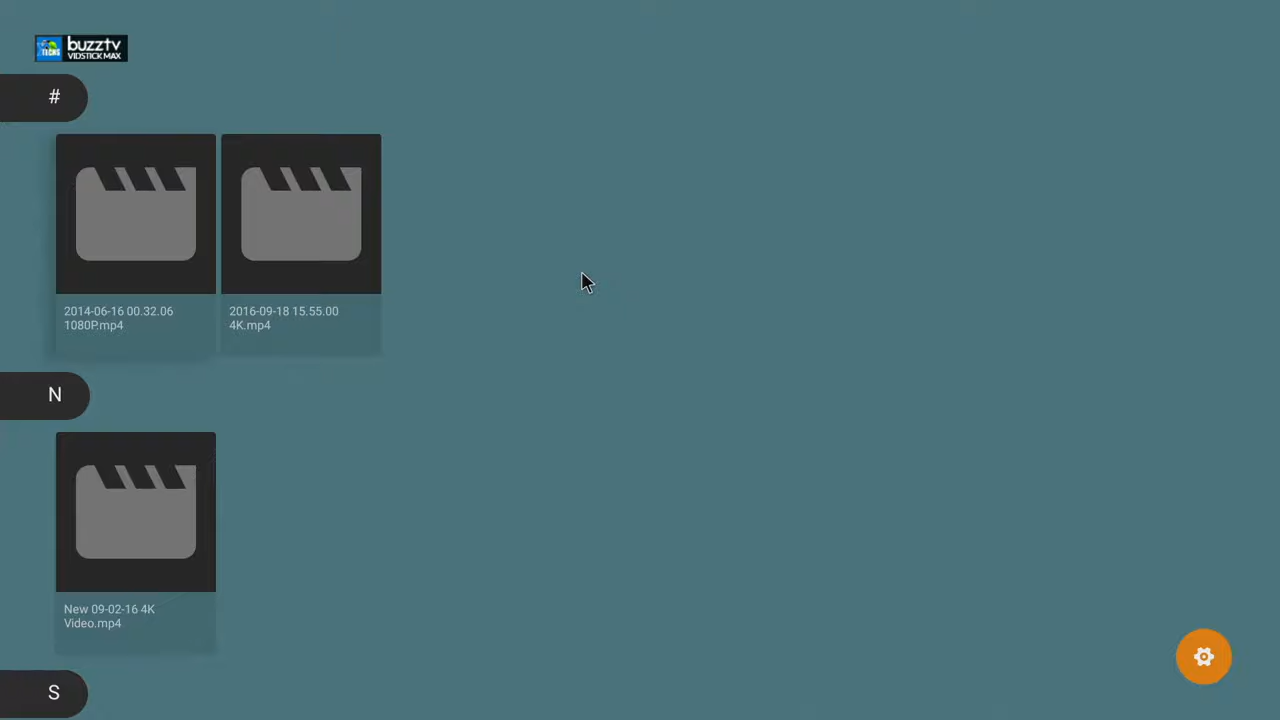 TECHS
buzztv
VIDSTICK MAX
#
2014-06-16 00.32.06
1080P.mp4
2016-09-18 15.55.00
4K.mp4
N
New 09-02-16 4K
Video.mp4
S